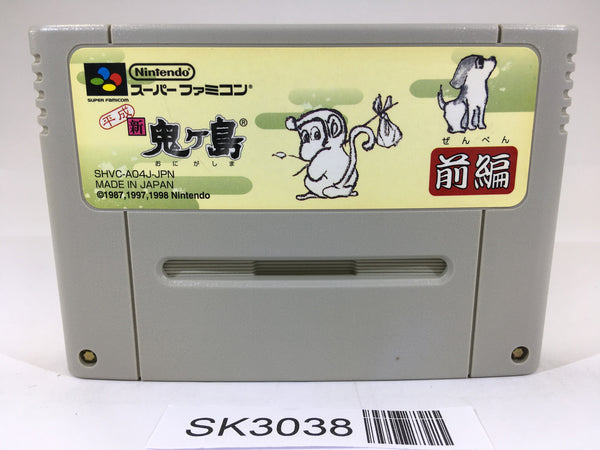 Nintendo
スーパーファミコン®
SUPER FAMICOM
平成 新 鬼ヶ島®
おにがしま
SHVC-A04J-JPN
MADE IN JAPAN
©1987,1997,1998 Nintendo
ぜんぺん
前編
SK3038